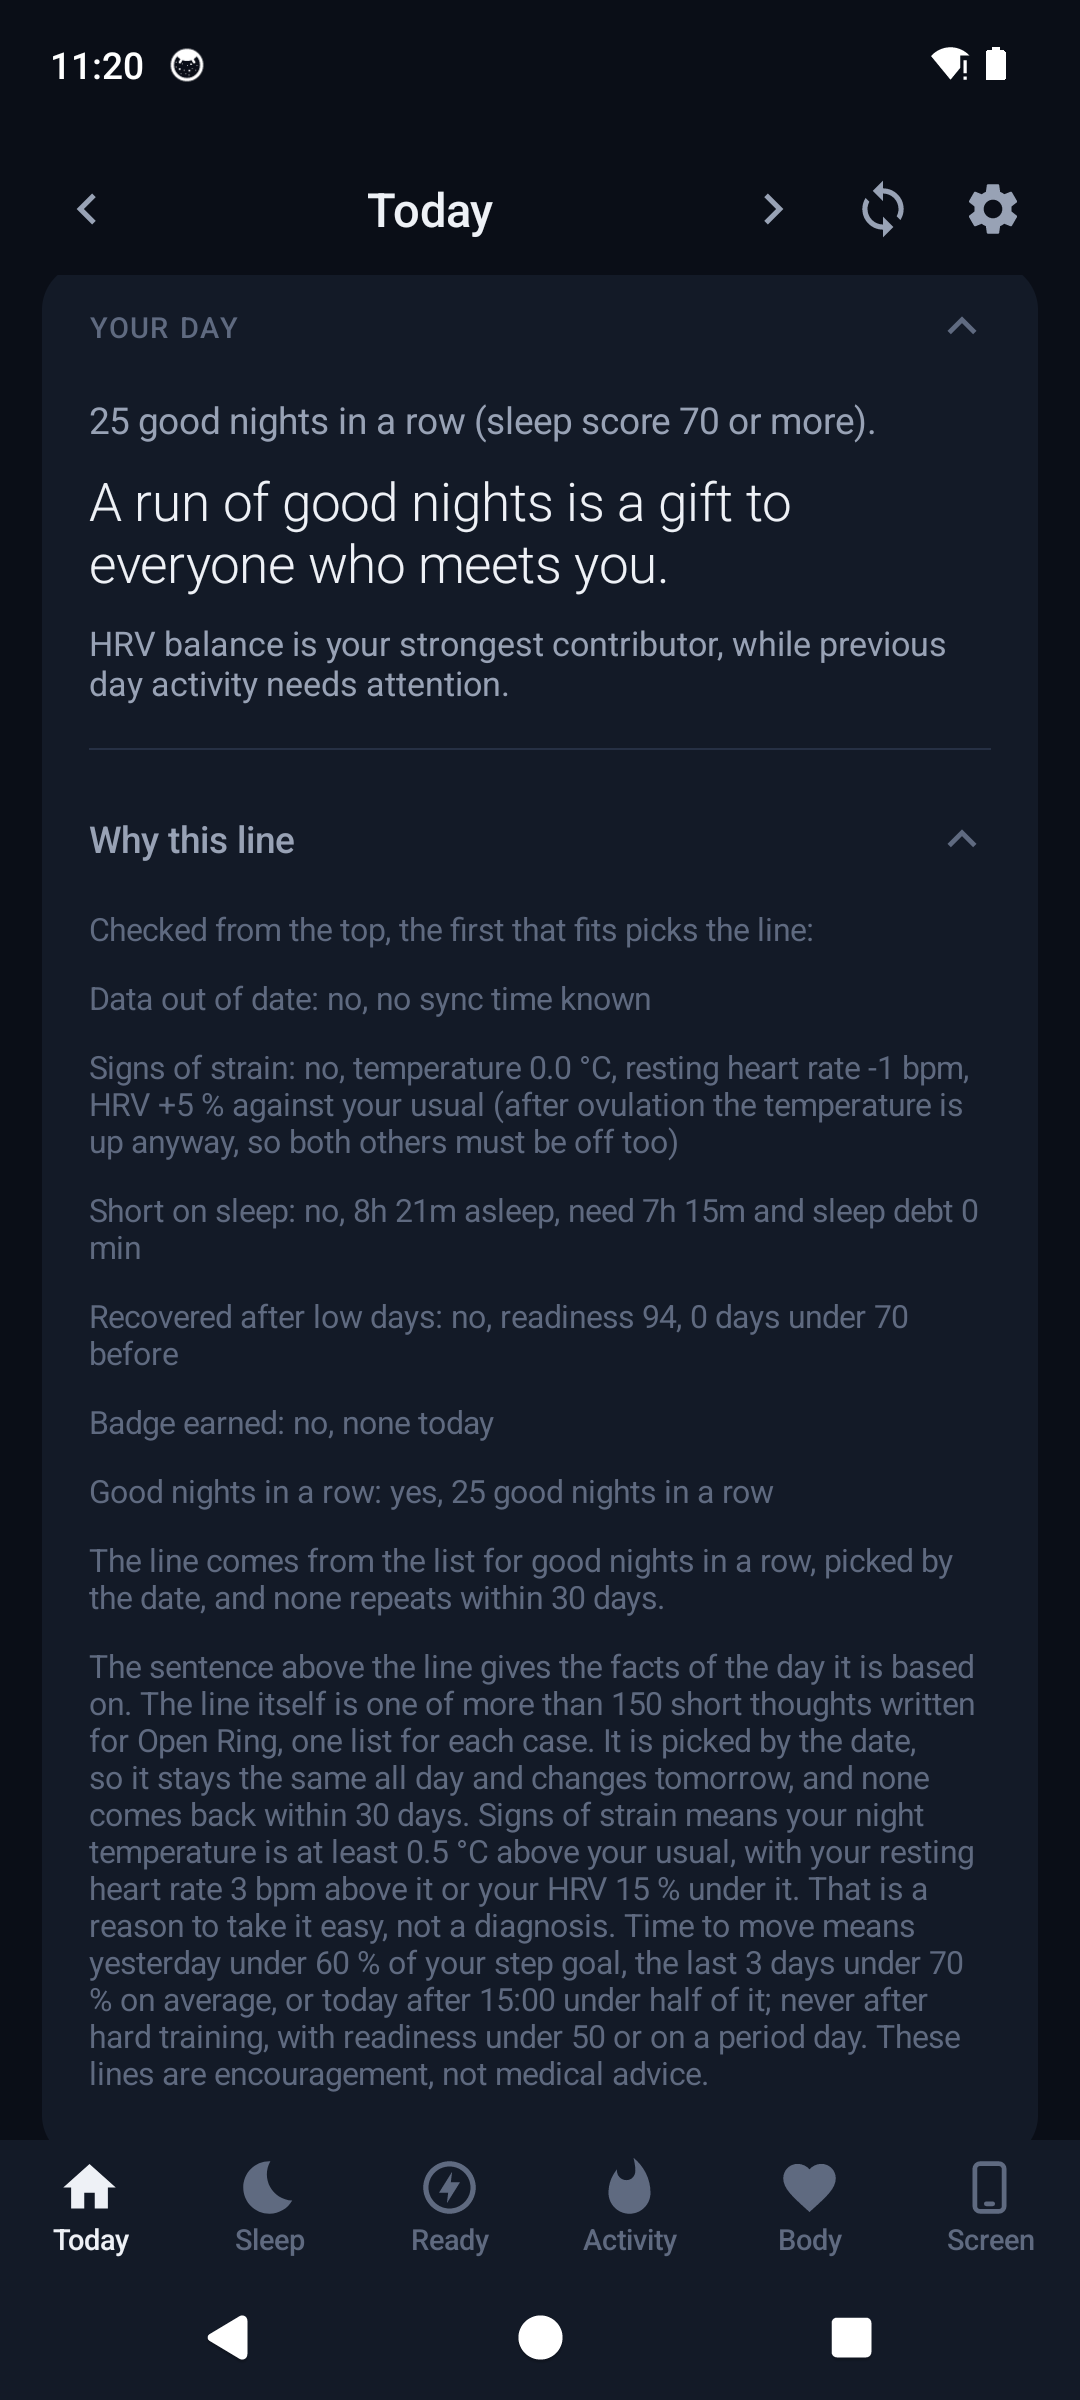 11:20
Today
YOUR DAY
25 good nights in a row (sleep score 70 or more).
A run of good nights is a gift to
everyone who meets you.
HRV balance is your strongest contributor, while previous
day activity needs attention.
Why this line
Checked from the top, the first that fits picks the line:
Data out of date: no, no sync time known
Signs of strain: no, temperature 0.0 °C, resting heart rate -1 bpm,
HRV +5 % against your usual (after ovulation the temperature is
up anyway, so both others must be off too)
Short on sleep: no, 8h 21m asleep, need 7h 15m and sleep debt 0
min
Recovered after low days: no, readiness 94, 0 days under 70
before
Badge earned: no, none today
Good nights in a row: yes, 25 good nights in a row
The line comes from the list for good nights in a row, picked by
the date, and none repeats within 30 days.
The sentence above the line gives the facts of the day it is based
on. The line itself is one of more than 150 short thoughts written
for Open Ring, one list for each case. It is picked by the date,
so it stays the same all day and changes tomorrow, and none
comes back within 30 days. Signs of strain means your night
temperature is at least 0.5 °C above your usual, with your resting
heart rate 3 bpm above it or your HRV 15 % under it. That is a
reason to take it easy, not a diagnosis. Time to move means
yesterday under 60 % of your step goal, the last 3 days under 70
% on average, or today after 15:00 under half of it; never after
hard training, with readiness under 50 or on a period day. These
lines are encouragement, not medical advice.
Today
Sleep
Ready
Activity
Body
Screen